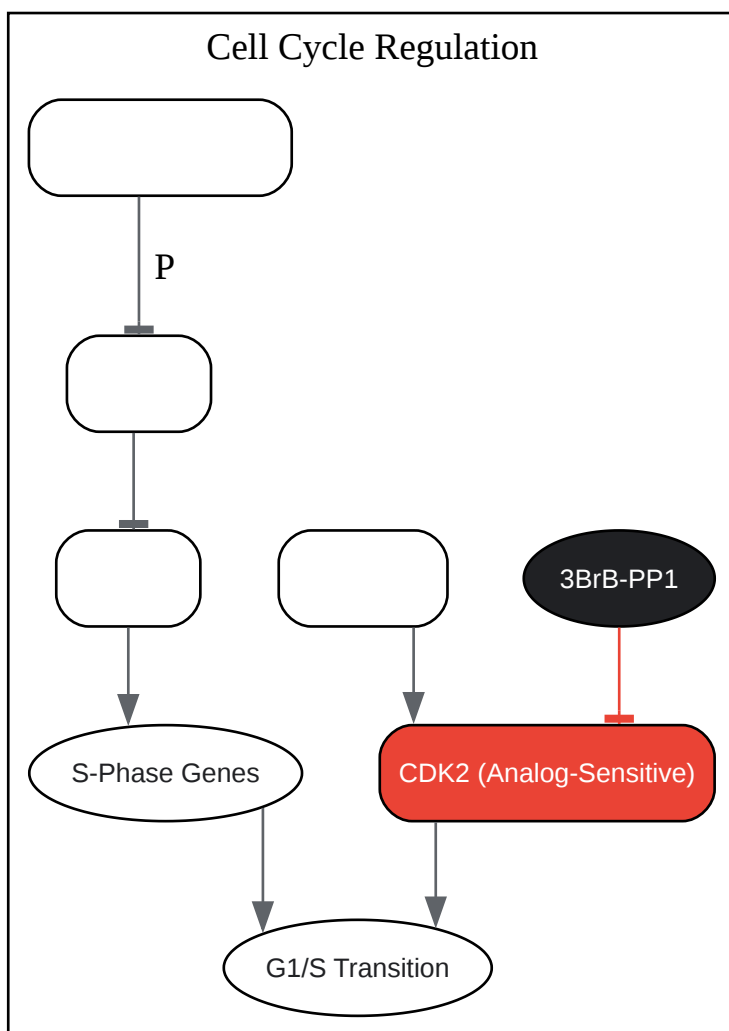 Cell Cycle Regulation
P
3BrB-PP1
S-Phase Genes
CDK2 (Analog-Sensitive)
G1/S Transition